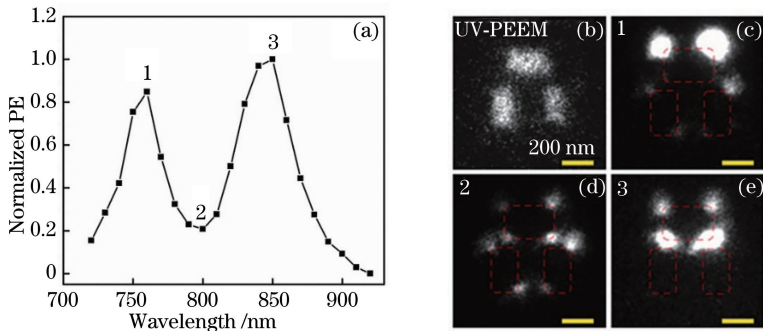 1.2
1.0
0.8
0.6
0.4
0.2
0
Normalized PE
(a)
1
2
3
700 750 800 850 900
Wavelength /nm
UV-PEEM (b)
200 nm
1 (c)
2 (d)
3 (e)